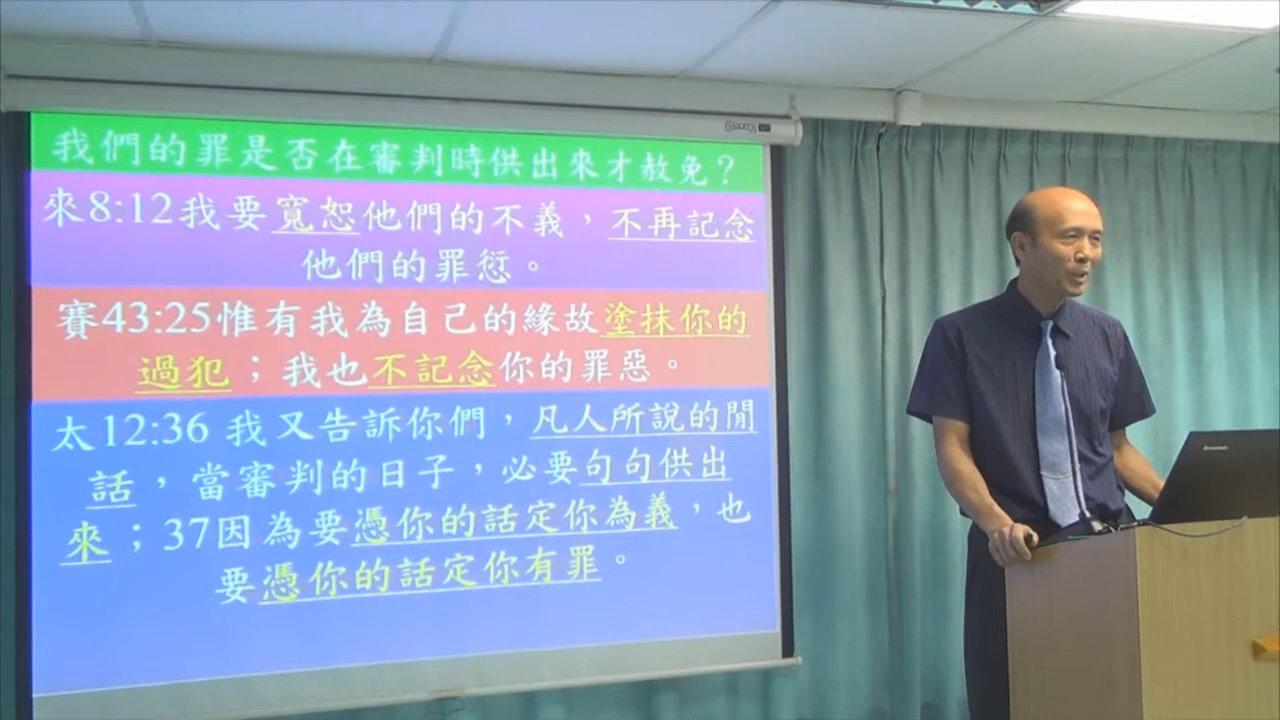 我們的罪是否在審判時供出來才赦免？
來8:12我要寬恕他們的不義，不再記念
他們的罪愆。
賽43:25惟有我為自己的緣故塗抹你的
過犯；我也不記念你的罪惡。
太12:36 我又告訴你們，凡人所說的閒
話，當審判的日子，必要句句供出
來；37因為要憑你的話定你為義，也
要憑你的話定你有罪。
lenovo